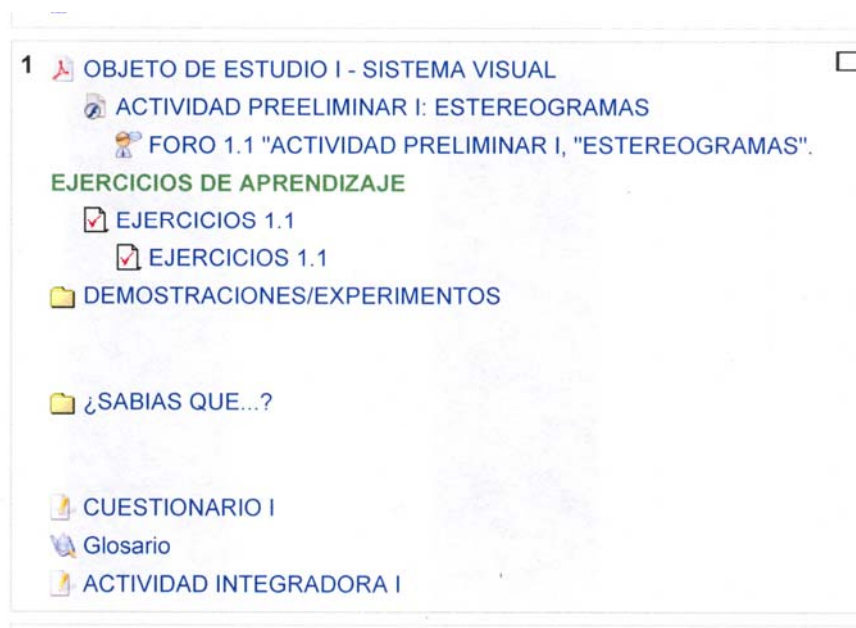 1 OBJETO DE ESTUDIO I - SISTEMA VISUAL
ACTIVIDAD PREELIMINAR I: ESTEREOGRAMAS
FORO 1.1 "ACTIVIDAD PRELIMINAR I, "ESTEREOGRAMAS".
EJERCICIOS DE APRENDIZAJE
EJERCICIOS 1.1
EJERCICIOS 1.1
DEMOSTRACIONES/EXPERIMENTOS
¿SABIAS QUE...?
CUESTIONARIO I
Glosario
ACTIVIDAD INTEGRADORA I